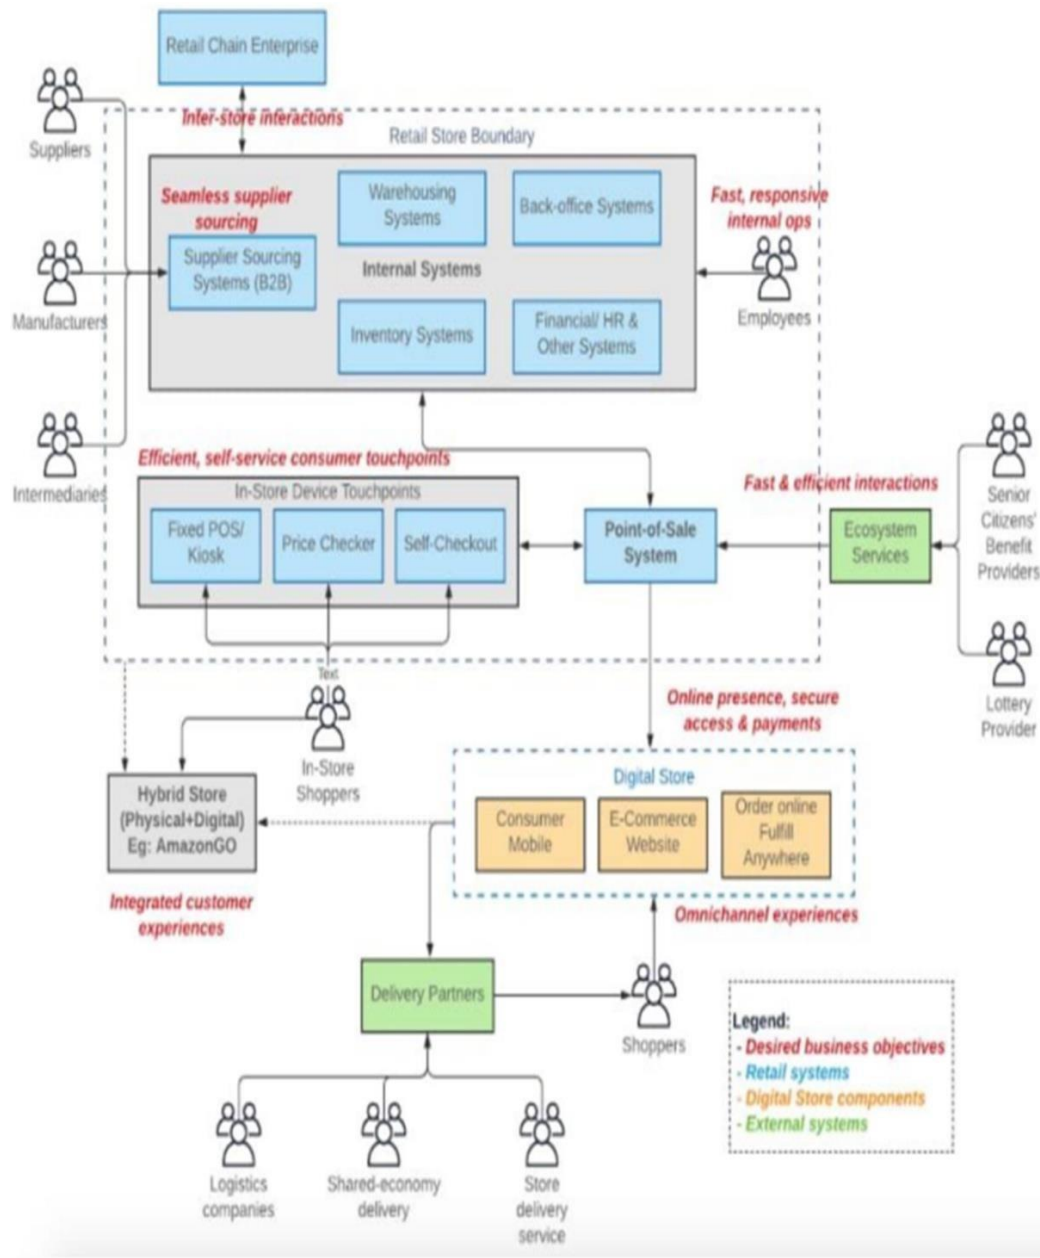 Retail Chain Enterprise
Suppliers
Inter-store interactions
Retail Store Boundary
Seamless supplier
sourcing
Warehousing
Systems
Back-office Systems
Fast, responsive
internal ops
Supplier Sourcing
Systems (B2B)
Internal Systems
Manufacturers
Employees
Inventory Systems
Financial/ HR &
Other Systems
Intermediaries
Efficient, self-service consumer touchpoints
In-Store Device Touchpoints
Fixed POS/
Kiosk
Price Checker
Self-Checkout
Point-of-Sale
System
Fast & efficient interactions
Ecosystem
Services
Senior
Citizens'
Benefit
Providers
Lottery
Provider
Text
In-Store
Shoppers
Online presence, secure
access & payments
Hybrid Store
(Physical+Digital)
Eg: AmazonGO
Integrated customer
experiences
Digital Store
Consumer
Mobile
E-Commerce
Website
Order online
Fulfill
Anywhere
Omnichannel experiences
Delivery Partners
Shoppers
Legend:
- Desired business objectives
- Retail systems
- Digital Store components
- External systems
Logistics
companies
Shared-economy
delivery
Store
delivery
service